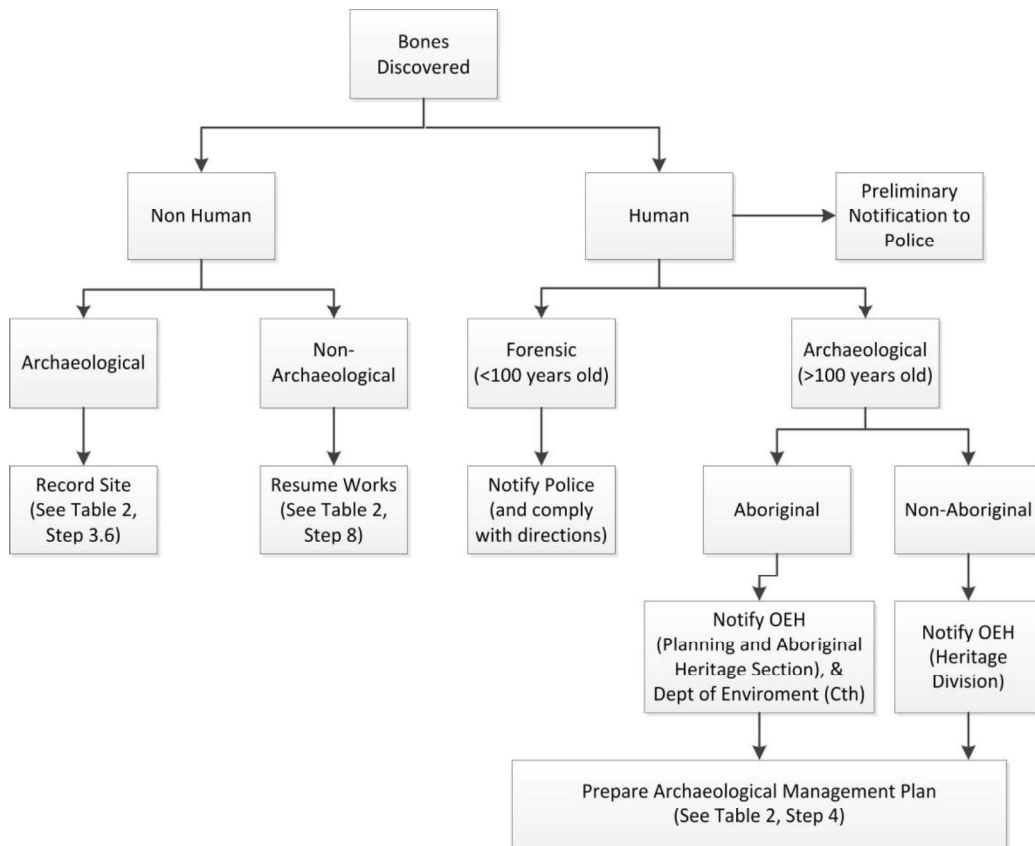 Bones
Discovered
Non Human
Human
Preliminary
Notification to
Police
Archaeological
Non-
Archaeological
Forensic
(<100 years old)
Archaeological
(>100 years old)
Record Site
(See Table 2,
Step 3.6)
Resume Works
(See Table 2,
Step 8)
Notify Police
(and comply
with directions)
Aboriginal
Non-Aboriginal
Notify OEH
(Planning and Aboriginal
Heritage Section), &
Dept of Enviroment (Cth)
Notify OEH
(Heritage
Division)
Prepare Archaeological Management Plan
(See Table 2, Step 4)